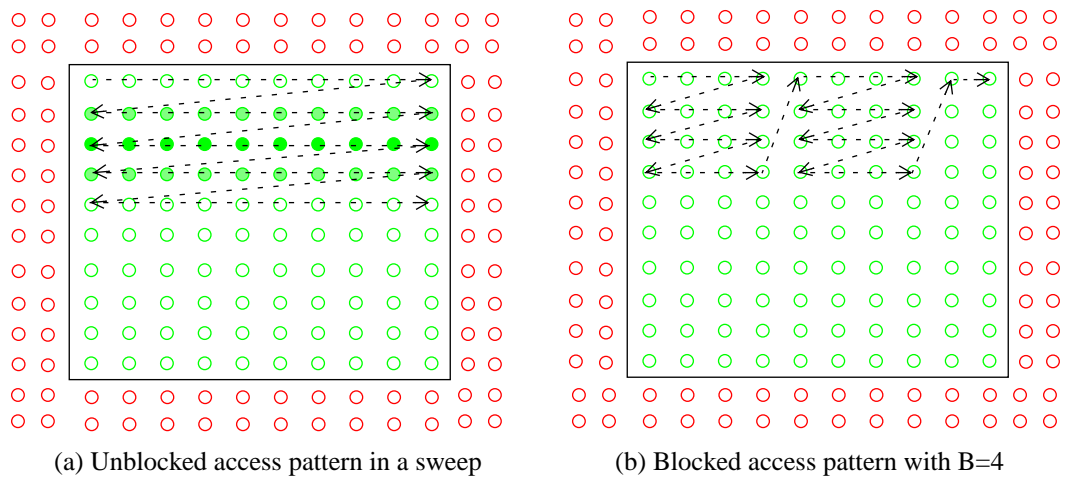 (a) Unblocked access pattern in a sweep
(b) Blocked access pattern with B=4